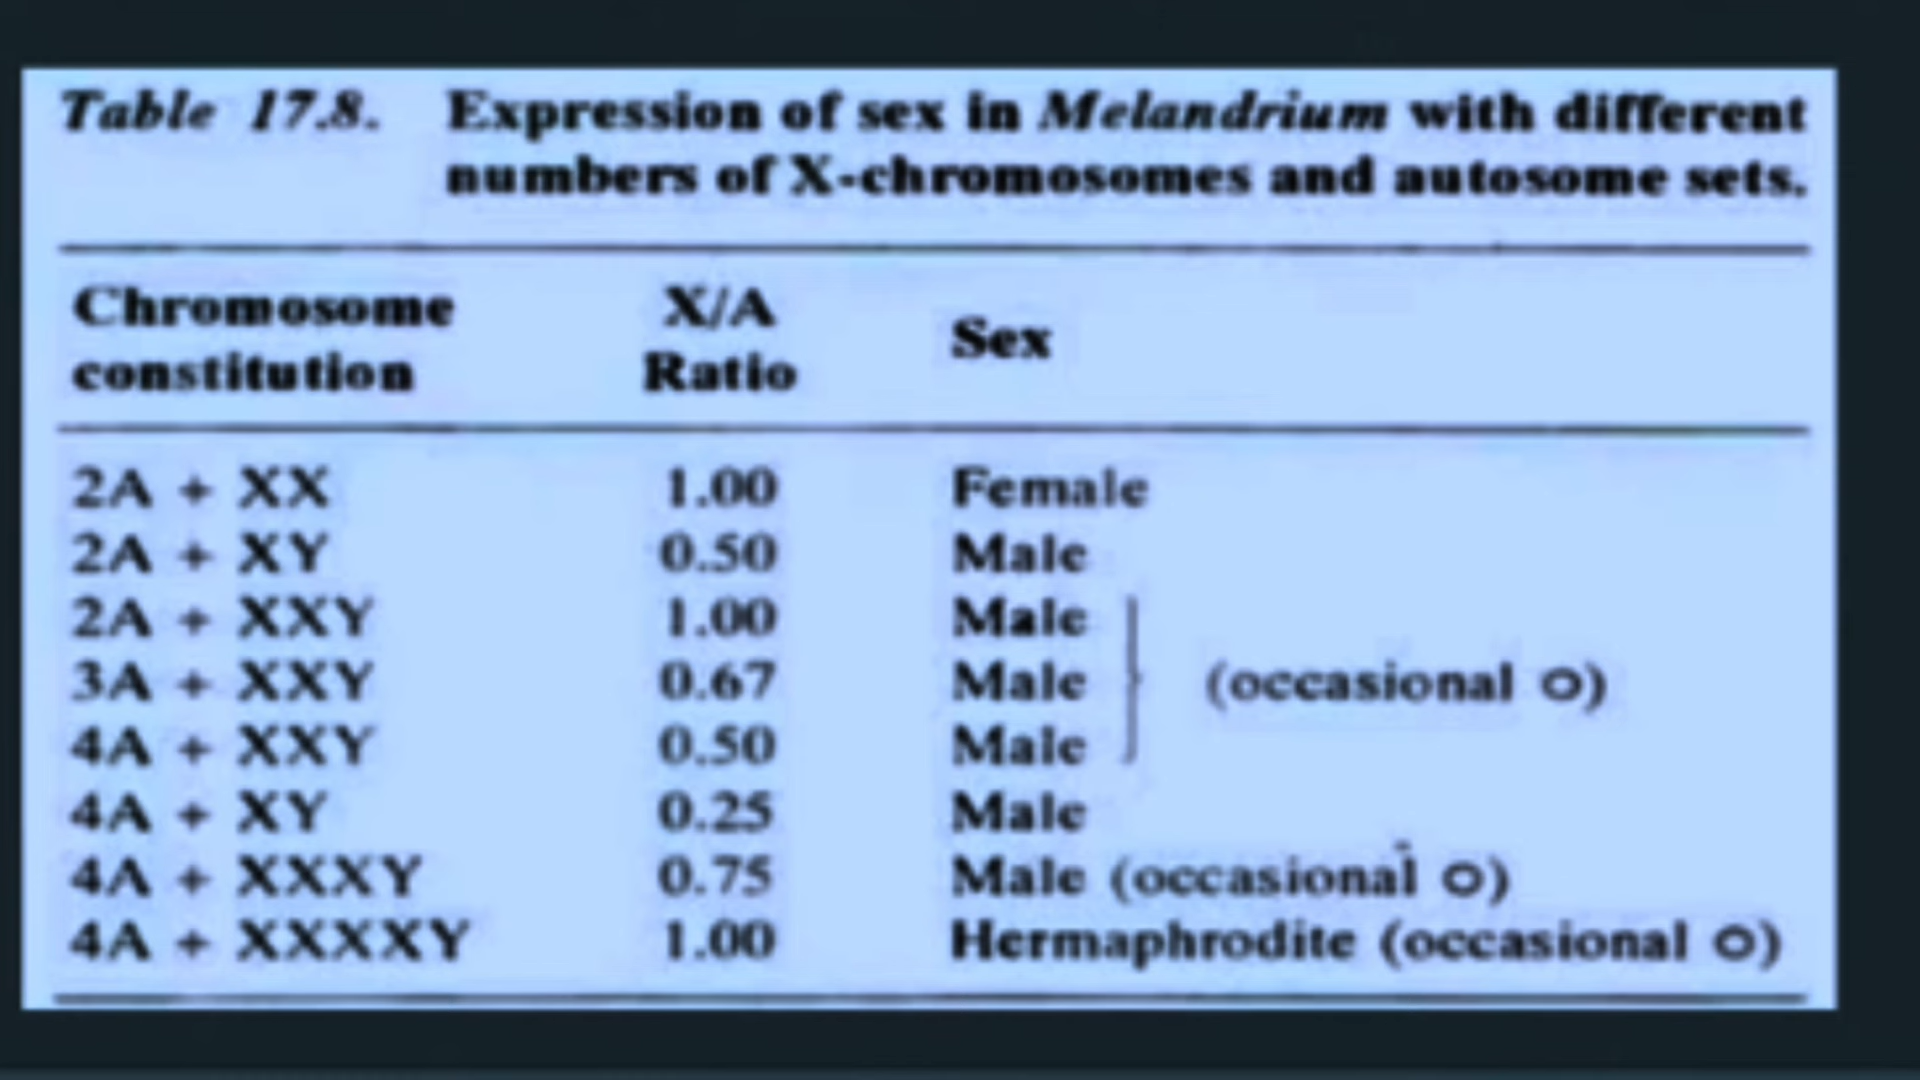 Table 17.8. Expression of sex in Melandrium with different
numbers of X-chromosomes and autosome sets.
Chromosome constitution X/A Ratio Sex
2A + XX 1.00 Female
2A + XY 0.50 Male
2A + XXY 1.00 Male
3A + XXY 0.67 Male (occasional O)
4A + XXY 0.50 Male
4A + XY 0.25 Male
4A + XXXY 0.75 Male (occasional O)
4A + XXXXY 1.00 Hermaphrodite (occasional O)